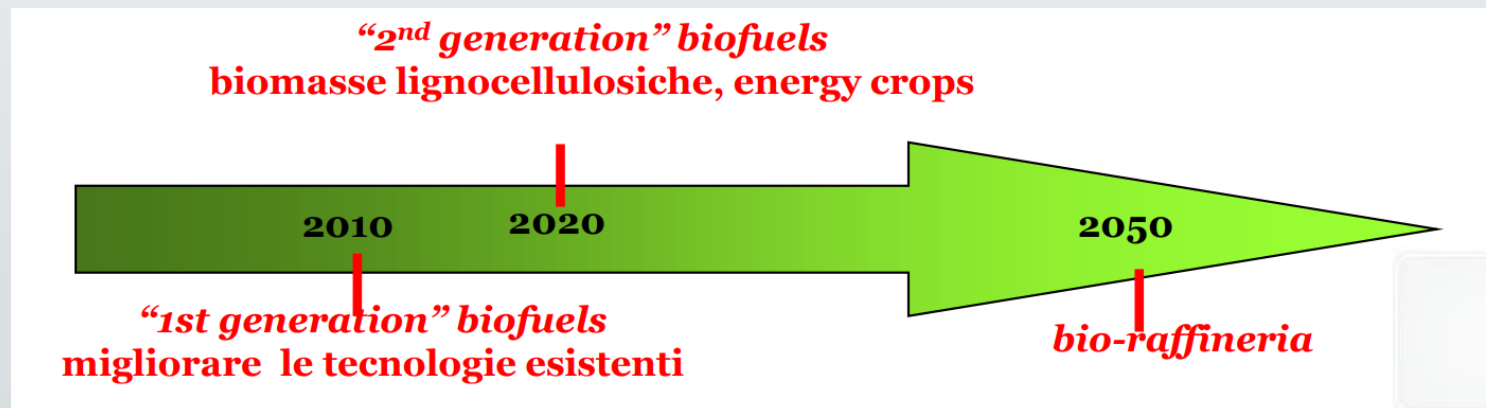 “2nd generation” biofuels
biomasse lignocellulosiche, energy crops
2010
2020
2050
“1st generation” biofuels
migliorare le tecnologie esistenti
bio-raffineria